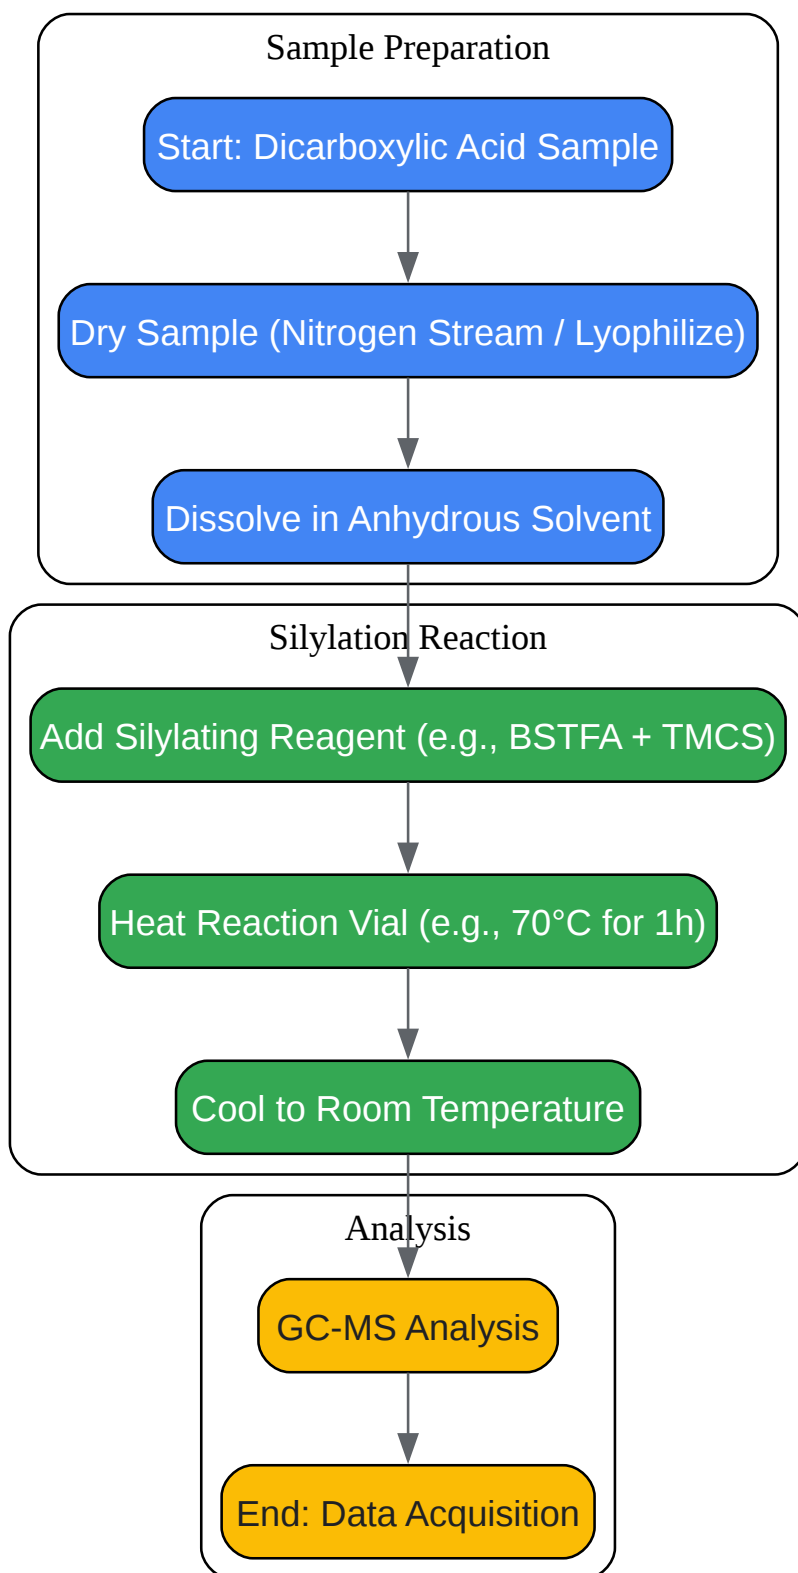 Sample Preparation
Start: Dicarboxylic Acid Sample
Dry Sample (Nitrogen Stream / Lyophilize)
Dissolve in Anhydrous Solvent
Silylation Reaction
Add Silylating Reagent (e.g., BSTFA + TMCS)
Heat Reaction Vial (e.g., 70°C for 1h)
Cool to Room Temperature
Analysis
GC-MS Analysis
End: Data Acquisition